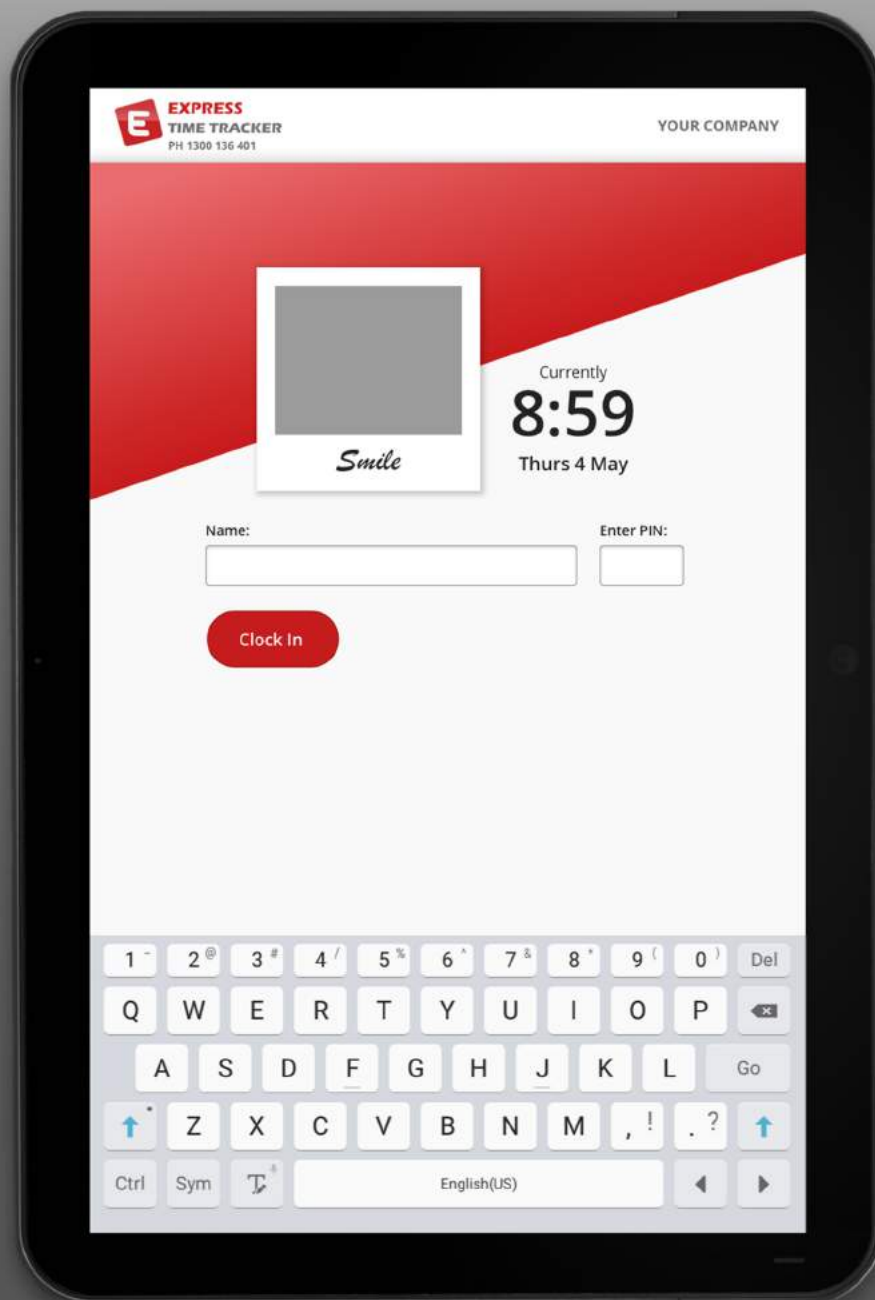 E
EXPRESS
TIME TRACKER
PH 1300 136 401
YOUR COMPANY
Smile
Currently
8:59
Thurs 4 May
Name:
Enter PIN:
Clock In
1 - 2 @ 3 # 4 / 5 % 6 ^ 7 & 8 * 9 ( 0 ) Del
Q W E R T Y U I O P
A S D F G H J K L Go
Z X C V B N M , ! . ?
Ctrl Sym T English(US)